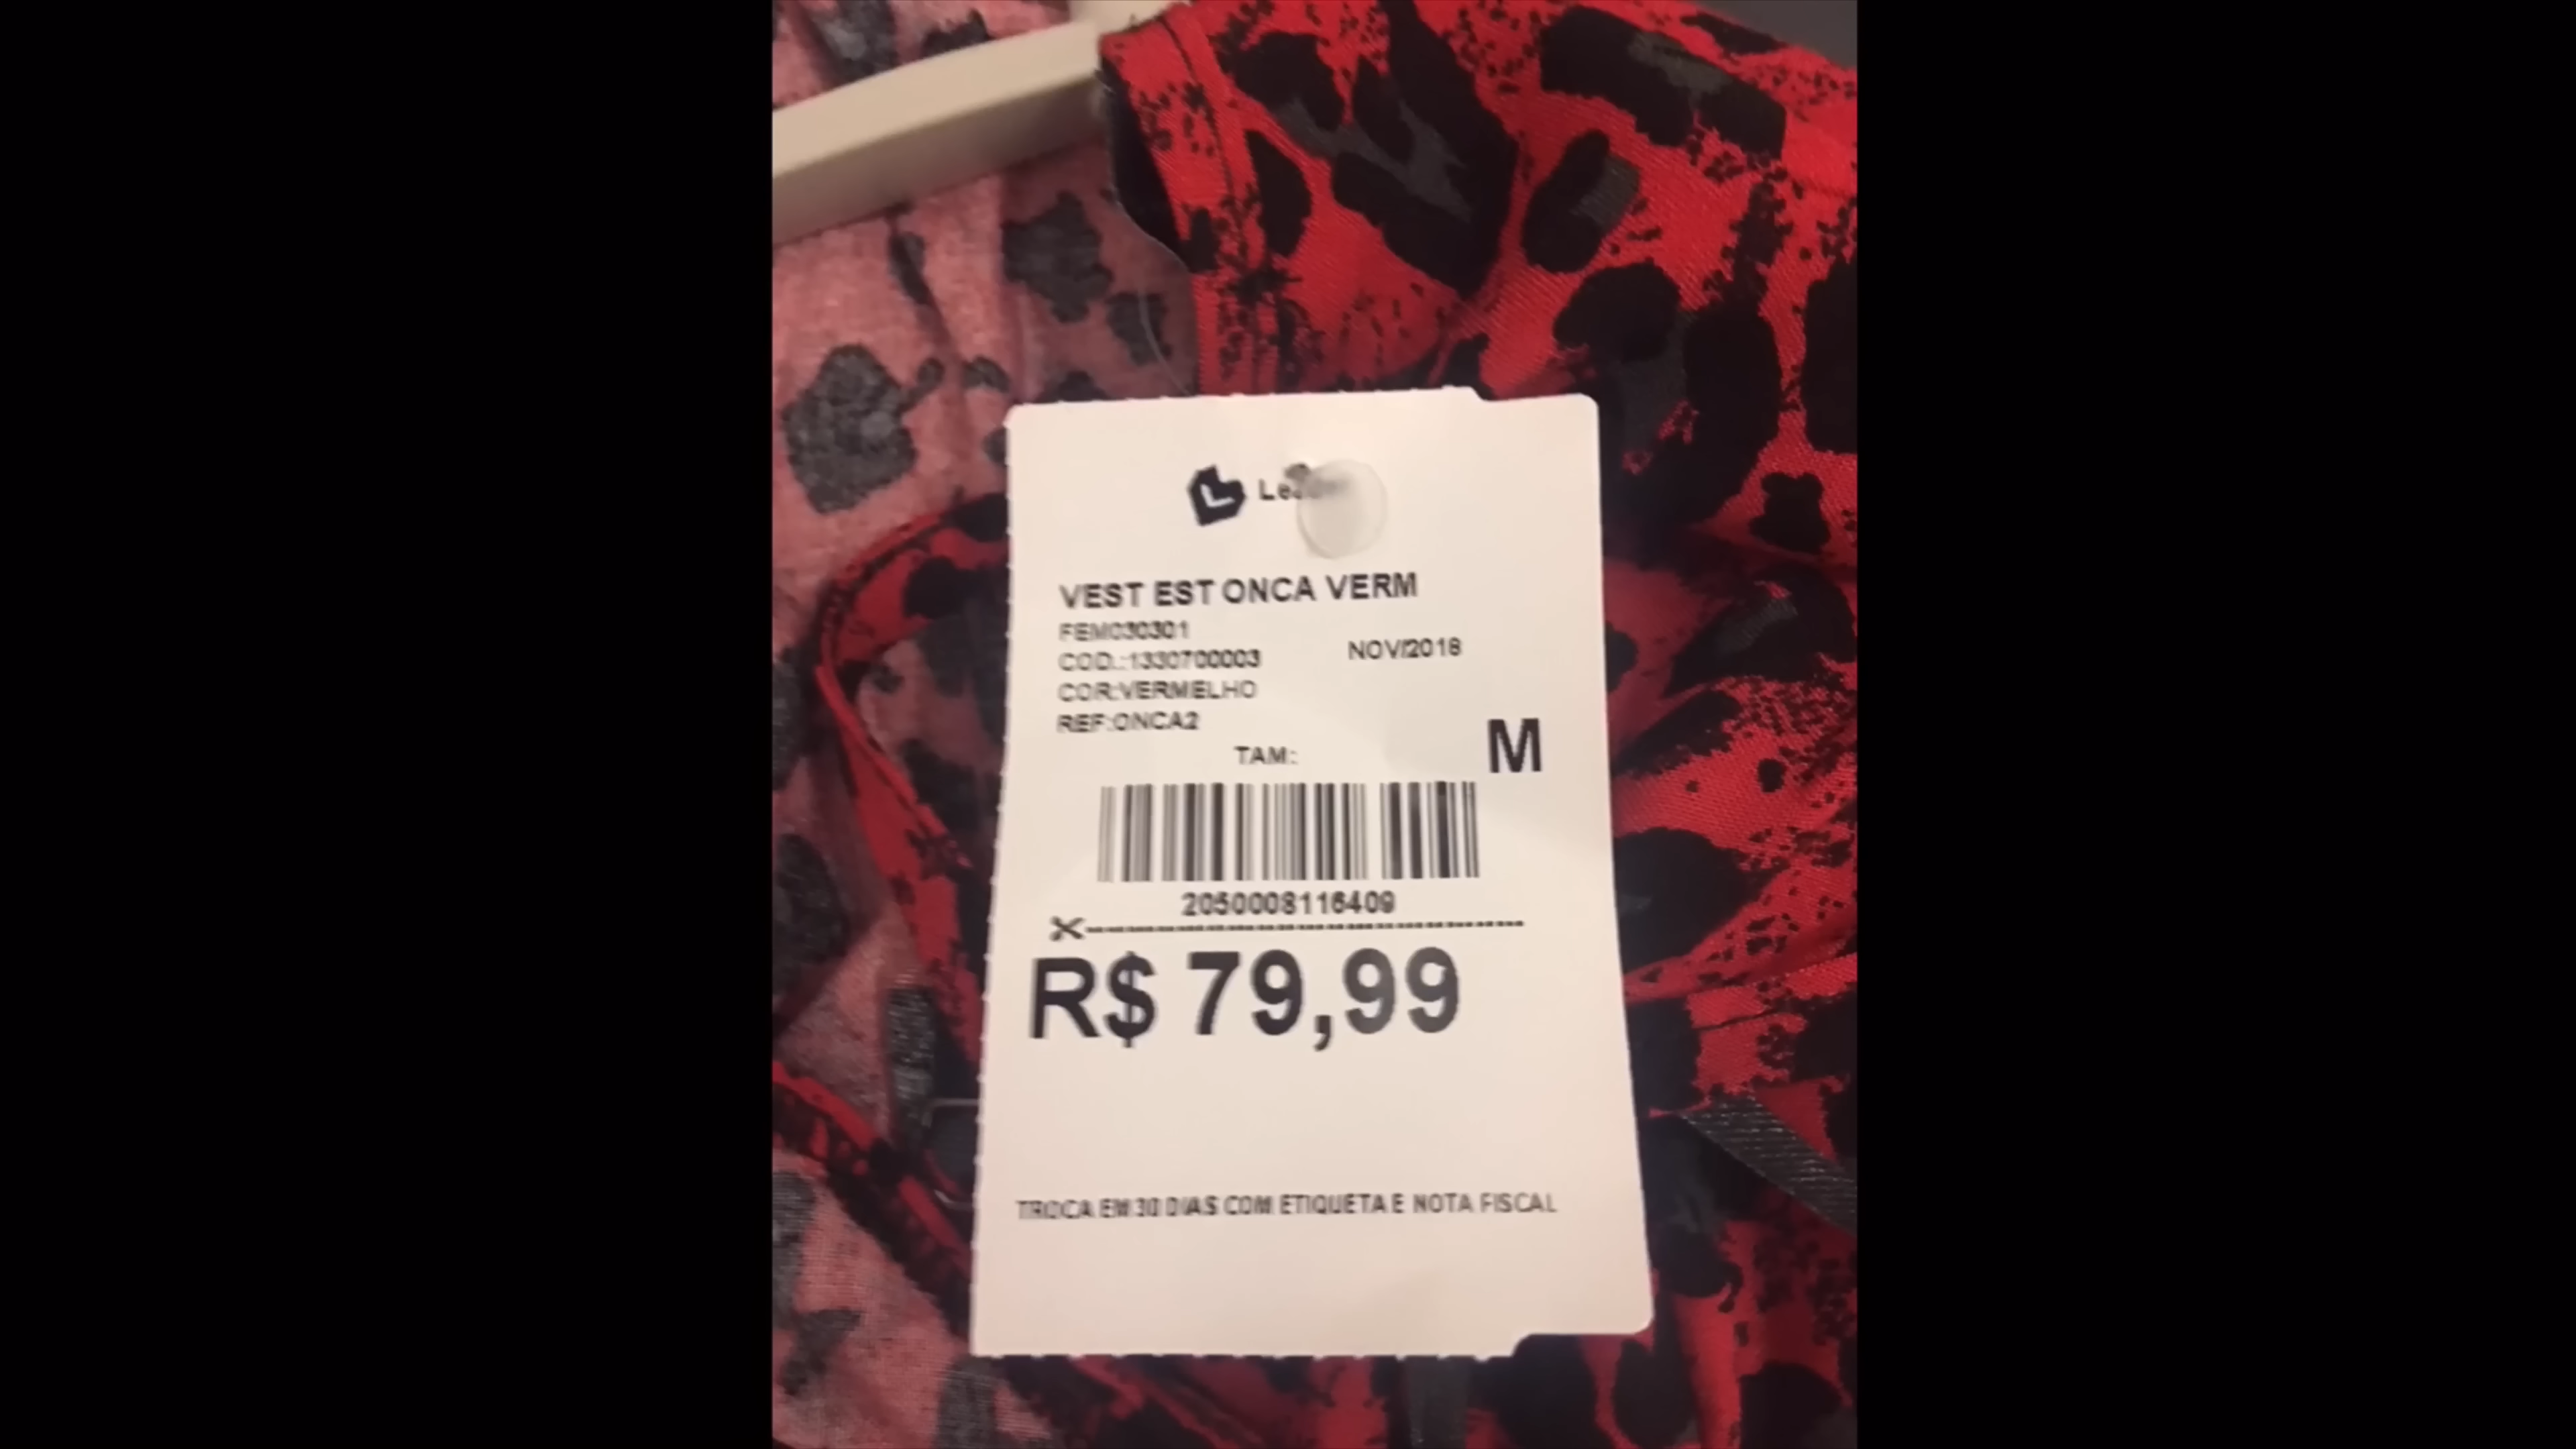 VEST EST ONCA VERM
FEM030301
COD.:1330700003
NOV/2018
COR:VERMELHO
REF:ONCA2
TAM:
M
2050008116409
R$ 79,99
TROCA EM 30 DIAS COM ETIQUETA E NOTA FISCAL